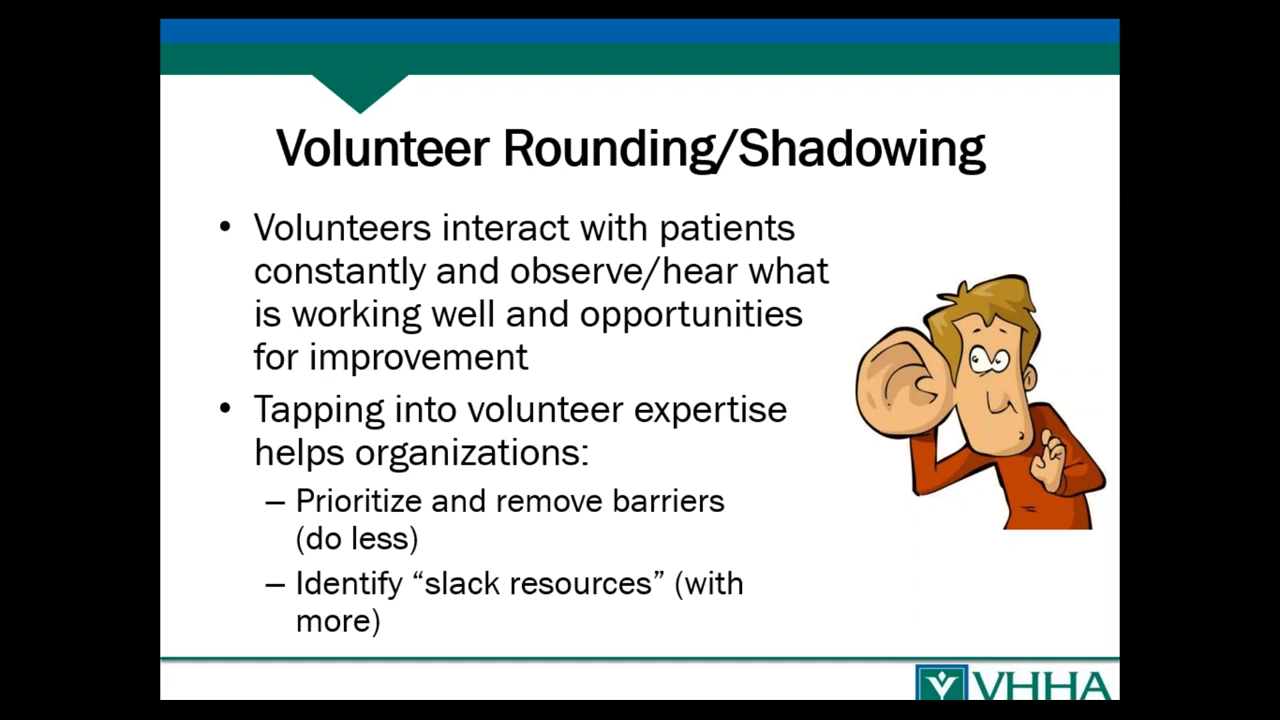 Volunteer Rounding/Shadowing
• Volunteers interact with patients
constantly and observe/hear what
is working well and opportunities
for improvement
• Tapping into volunteer expertise
helps organizations:
– Prioritize and remove barriers
(do less)
– Identify “slack resources” (with
more)
VHHA